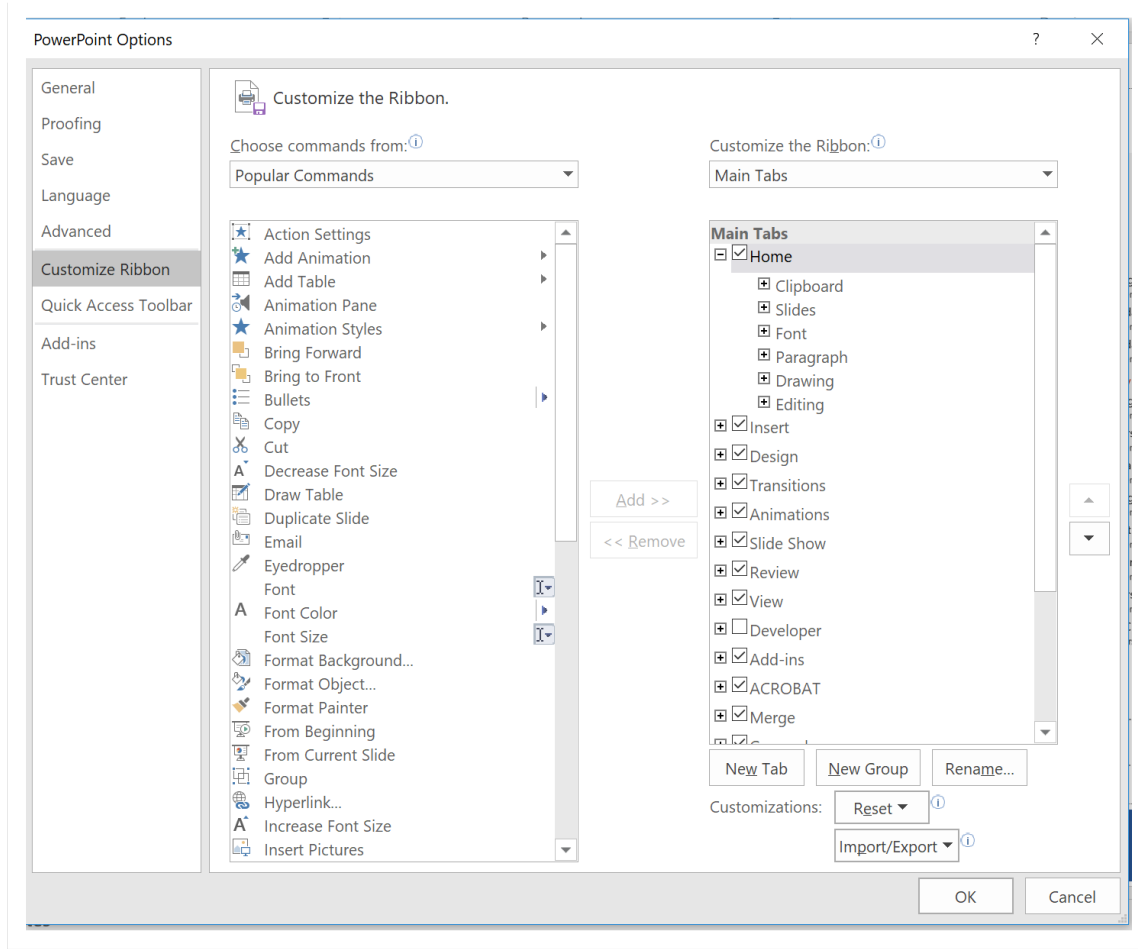 PowerPoint Options
?
General
Proofing
Save
Language
Advanced
Customize Ribbon
Quick Access Toolbar
Add-ins
Trust Center
Customize the Ribbon.
Choose commands from:
Popular Commands
Action Settings
Add Animation
Add Table
Animation Pane
Animation Styles
Bring Forward
Bring to Front
Bullets
Copy
Cut
Decrease Font Size
Draw Table
Duplicate Slide
Email
Eyedropper
Font
Font Color
Font Size
Format Background...
Format Object...
Format Painter
From Beginning
From Current Slide
Group
Hyperlink...
Increase Font Size
Insert Pictures
Add >>
<< Remove
Customize the Ribbon:
Main Tabs
Main Tabs
Home
Clipboard
Slides
Font
Paragraph
Drawing
Editing
Insert
Design
Transitions
Animations
Slide Show
Review
View
Developer
Add-ins
ACROBAT
Merge
New Tab
New Group
Rename...
Customizations:
Reset
Import/Export
OK
Cancel